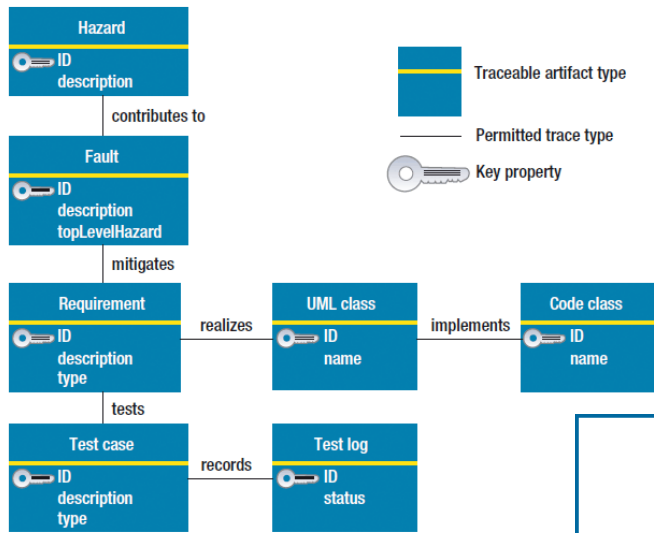 Hazard
ID
description
contributes to
Fault
ID
description
topLevelHazard
mitigates
Requirement
ID
description
type
realizes
UML class
ID
name
implements
Code class
ID
name
tests
Test case
ID
description
type
records
Test log
ID
status
Traceable artifact type
Permitted trace type
Key property